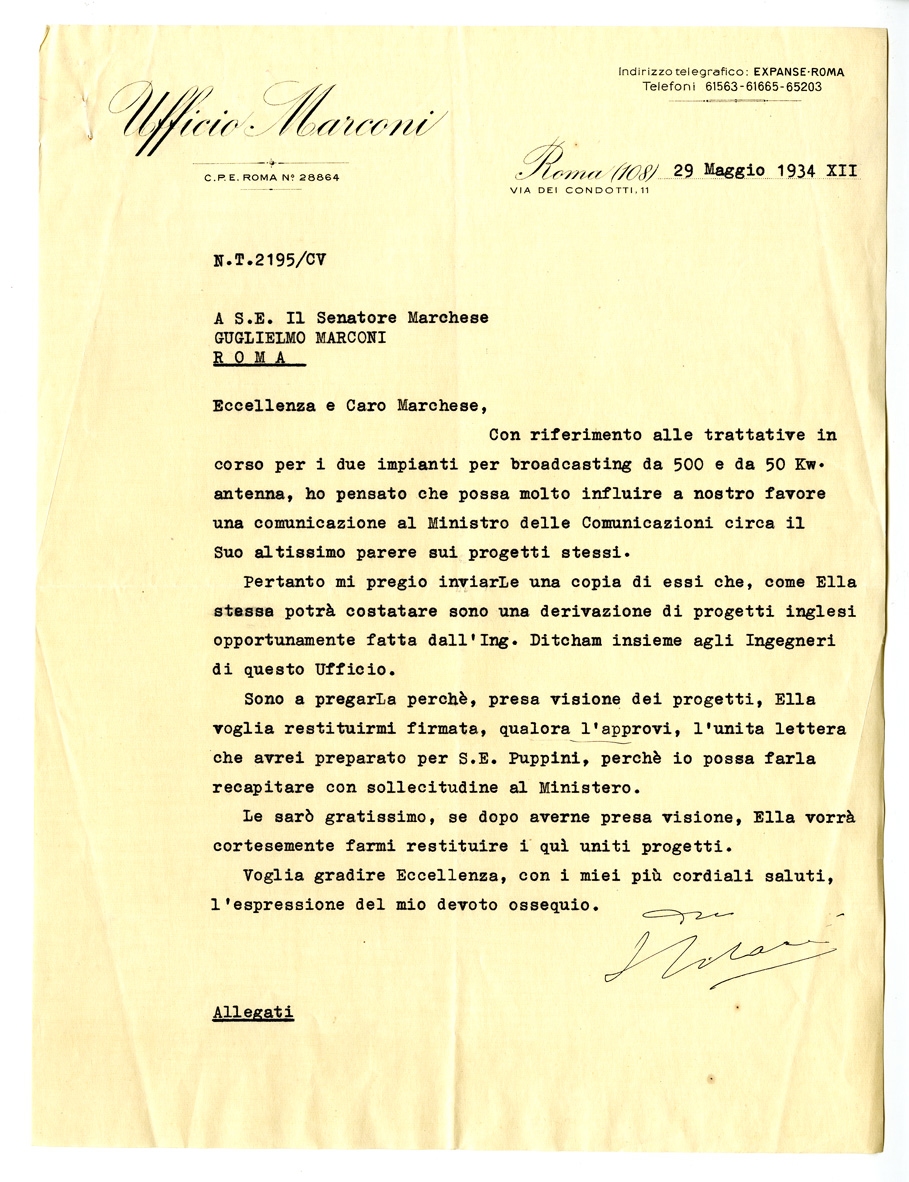 Indirizzo telegrafico: EXPANSE-ROMA
Telefoni 61563-61665-65203
Ufficio Marconi
C.P.E. ROMA Nº 28864
Roma (108) 29 Maggio 1934 XII
VIA DEI CONDOTTI, 11
N.T.2195/CV
A S.E. Il Senatore Marchese
GUGLIELMO MARCONI
R O M A
Eccellenza e Caro Marchese,
Con riferimento alle trattative in
corso per i due impianti per broadcasting da 500 e da 50 Kw.
antenna, ho pensato che possa molto influire a nostro favore
una comunicazione al Ministro delle Comunicazioni circa il
Suo altissimo parere sui progetti stessi.
Pertanto mi pregio inviarLe una copia di essi che, come Ella
stessa potrà costatare sono una derivazione di progetti inglesi
opportunamente fatta dall'Ing. Ditcham insieme agli Ingegneri
di questo Ufficio.
Sono a pregarLa perchè, presa visione dei progetti, Ella
voglia restituirmi firmata, qualora l'approvi, l'unita lettera
che avrei preparato per S.E. Puppini, perchè io possa farla
recapitare con sollecitudine al Ministero.
Le sarò gratissimo, se dopo averne presa visione, Ella vorrà
cortesemente farmi restituire i quì uniti progetti.
Voglia gradire Eccellenza, con i miei più cordiali saluti,
l'espressione del mio devoto ossequio.
Allegati